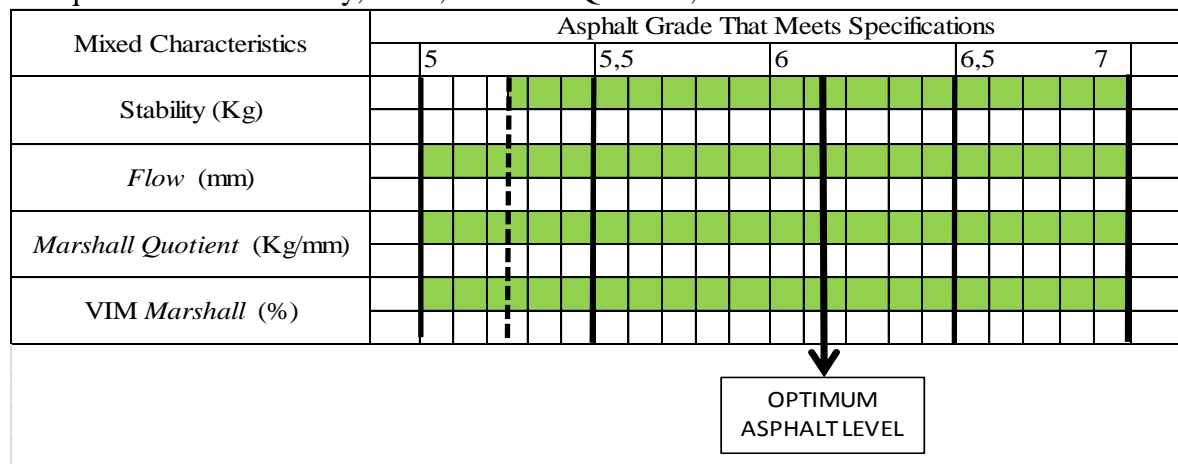 Mixed Characteristics
Asphalt Grade That Meets Specifications
5 5,5 6 6,5 7
Stability (Kg)
Flow (mm)
Marshall Quotient (Kg/mm)
VIM Marshall (%)
OPTIMUM
ASPHALT LEVEL